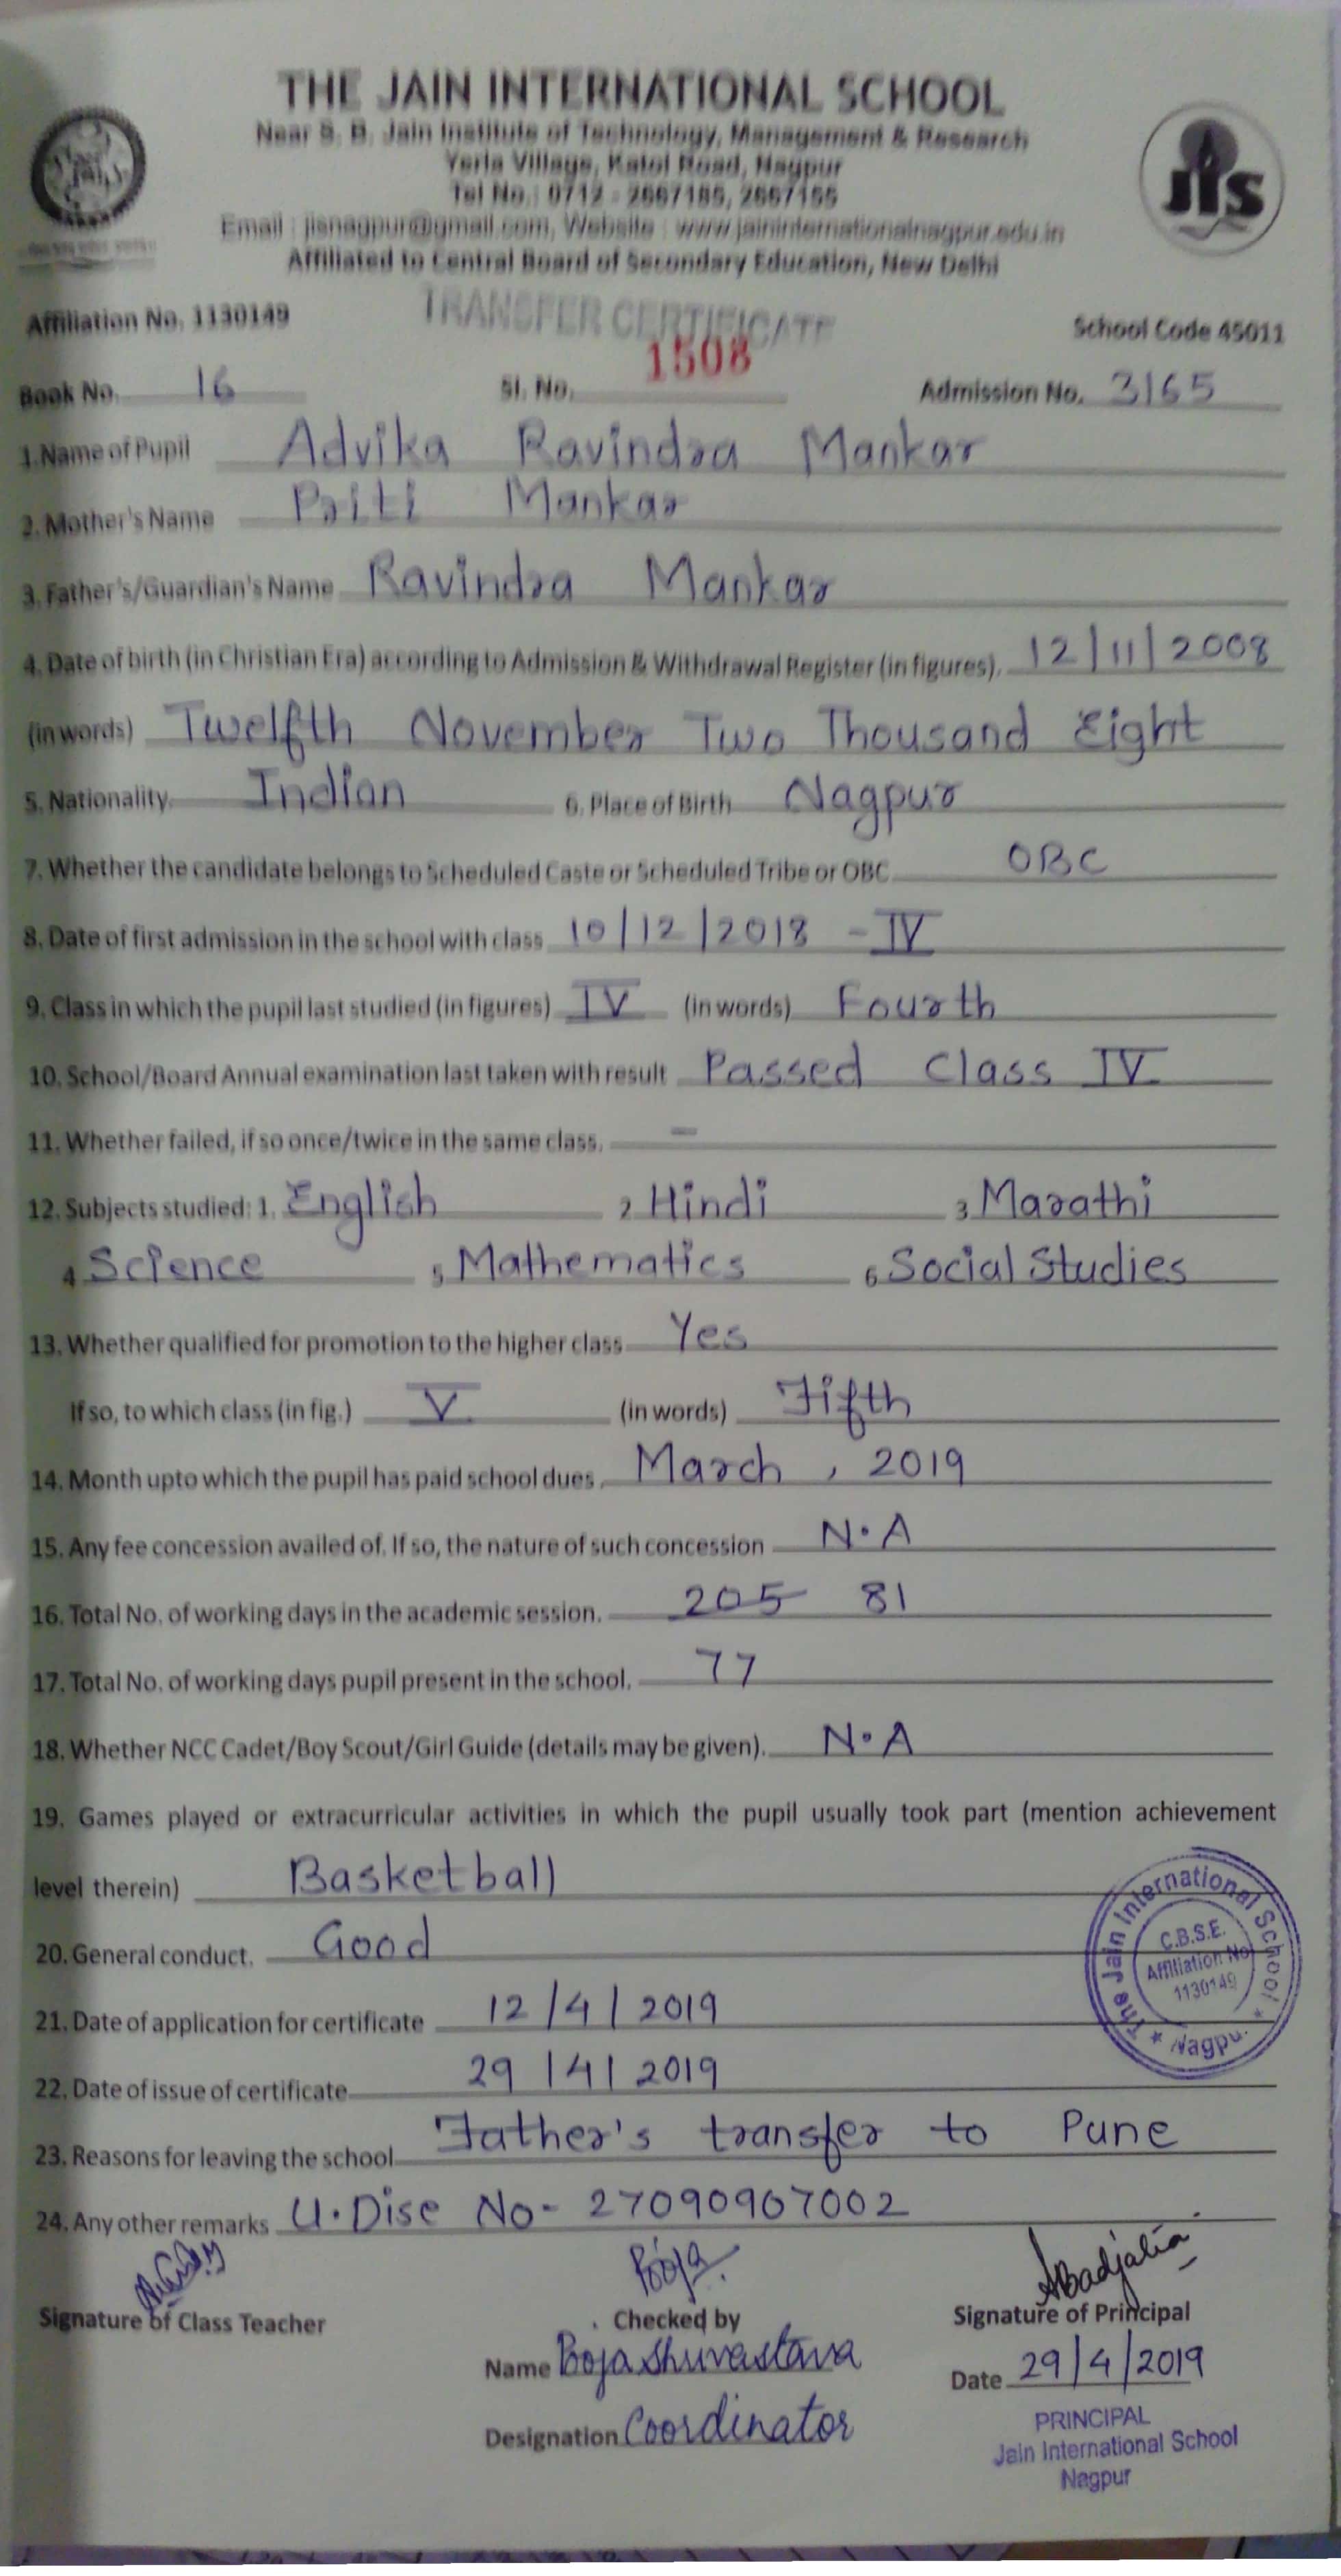 THE JAIN INTERNATIONAL SCHOOL
Near S. B. Jain Institute of Technology, Management & Research
Yerla Village, Katol Road, Nagpur
Tel No. : 0712 - 2667185, 2667155
Email : jisnagpur@gmail.com, Website : www.jaininternationalnagpur.edu.in
Affiliated to Central Board of Secondary Education, New Delhi
JIS
TRANSFER CERTIFICATE
Affiliation No. 1130149 School Code 45011
Book No. 16 Sl. No. 1508 Admission No. 3165
1.Name of Pupil Advika Ravindra Mankar
2. Mother's Name Priti Mankar
3. Father's/Guardian's Name Ravindra Mankar
4. Date of birth (in Christian Era) according to Admission & Withdrawal Register (in figures). 12/11/2008
(in words) Twelfth November Two Thousand Eight
5. Nationality. Indian 6. Place of Birth Nagpur
7. Whether the candidate belongs to Scheduled Caste or Scheduled Tribe or OBC OBC
8. Date of first admission in the school with class 10/12/2018 - IV
9. Class in which the pupil last studied (in figures) IV (in words) Fourth
10. School/Board Annual examination last taken with result Passed Class IV
11. Whether failed, if so once/twice in the same class. -
12. Subjects studied: 1. English 2 Hindi 3 Marathi
4 Science 5 Mathematics 6 Social Studies
13. Whether qualified for promotion to the higher class Yes
If so, to which class (in fig.) V (in words) Fifth
14. Month upto which the pupil has paid school dues. March, 2019
15. Any fee concession availed of. If so, the nature of such concession N.A
16. Total No. of working days in the academic session. 205 81
17. Total No. of working days pupil present in the school. 77
18. Whether NCC Cadet/Boy Scout/Girl Guide (details may be given). N.A
19. Games played or extracurricular activities in which the pupil usually took part (mention achievement
level therein) Basketball
20. General conduct. Good
The Jain International School
C.B.S.E.
Affiliation No
1130149
★ Nagpu. ★
21. Date of application for certificate 12/4/2019
22. Date of issue of certificate 29/4/2019
23. Reasons for leaving the school Father's transfer to Pune
24. Any other remarks U.Dise No- 27090907002
Pooja ABadjatia
Signature of Class Teacher Checked by Signature of Principal
Name Pooja Shrivastava Date 29/4/2019
Designation Coordinator
PRINCIPAL
Jain International School
Nagpur